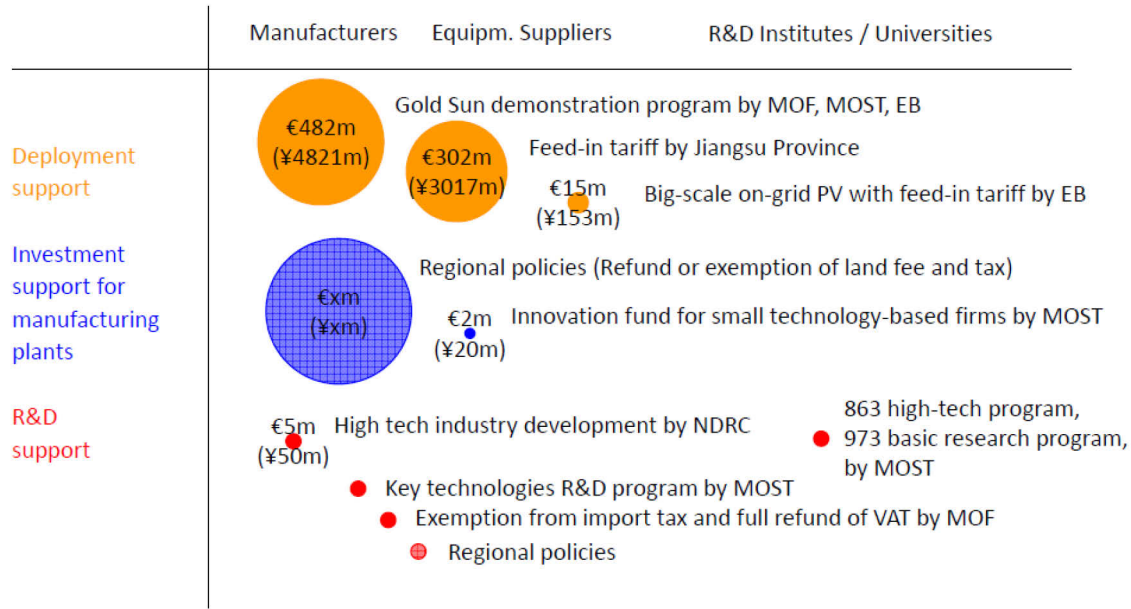 Manufacturers Equipm. Suppliers R&D Institutes / Universities
Gold Sun demonstration program by MOF, MOST, EB
€482m
(¥4821m)
Deployment
support
Feed-in tariff by Jiangsu Province
€302m
(¥3017m)
€15m
(¥153m)
Big-scale on-grid PV with feed-in tariff by EB
Investment
support for
manufacturing
plants
Regional policies (Refund or exemption of land fee and tax)
€xm
(¥xm)
€2m
(¥20m)
Innovation fund for small technology-based firms by MOST
R&D
support
€5m
(¥50m)
High tech industry development by NDRC
863 high-tech program,
973 basic research program,
by MOST
Key technologies R&D program by MOST
Exemption from import tax and full refund of VAT by MOF
Regional policies